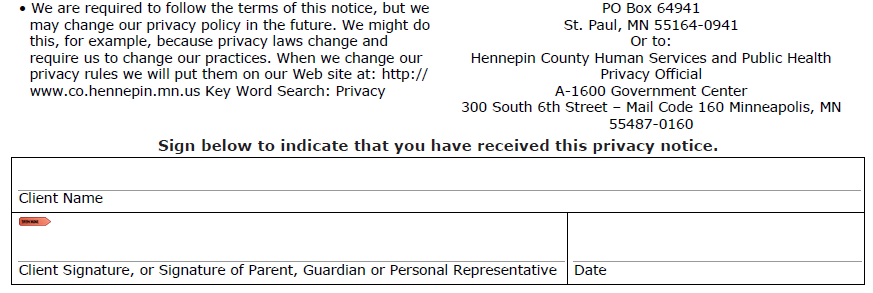 • We are required to follow the terms of this notice, but we
may change our privacy policy in the future. We might do
this, for example, because privacy laws change and
require us to change our practices. When we change our
privacy rules we will put them on our Web site at: http://
www.co.hennepin.mn.us Key Word Search: Privacy
PO Box 64941
St. Paul, MN 55164-0941
Or to:
Hennepin County Human Services and Public Health
Privacy Official
A-1600 Government Center
300 South 6th Street – Mail Code 160 Minneapolis, MN
55487-0160
Sign below to indicate that you have received this privacy notice.
Client Name
Client Signature, or Signature of Parent, Guardian or Personal Representative
Date